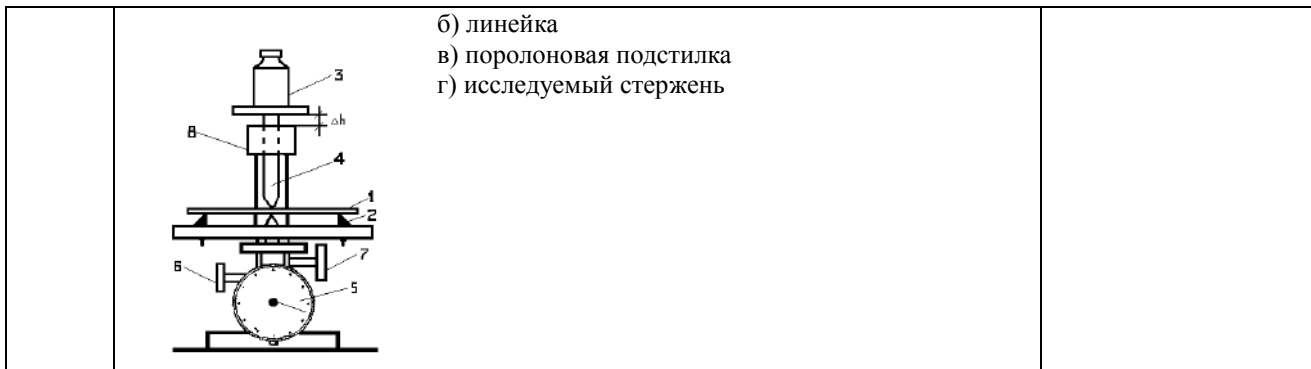 б) линейка
в) поролоновая подстилка
г) исследуемый стержень
3
Δh
8
4
1
2
7
6
5